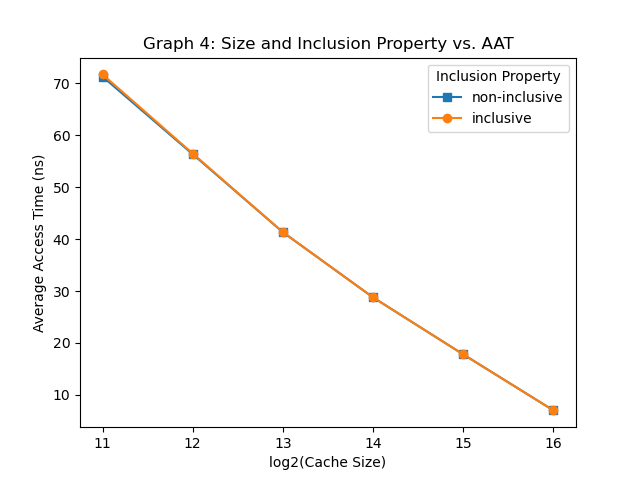 Graph 4: Size and Inclusion Property vs. AAT
Inclusion Property
non-inclusive
inclusive
Average Access Time (ns)
70
60
50
40
30
20
10
11 12 13 14 15 16
log2(Cache Size)